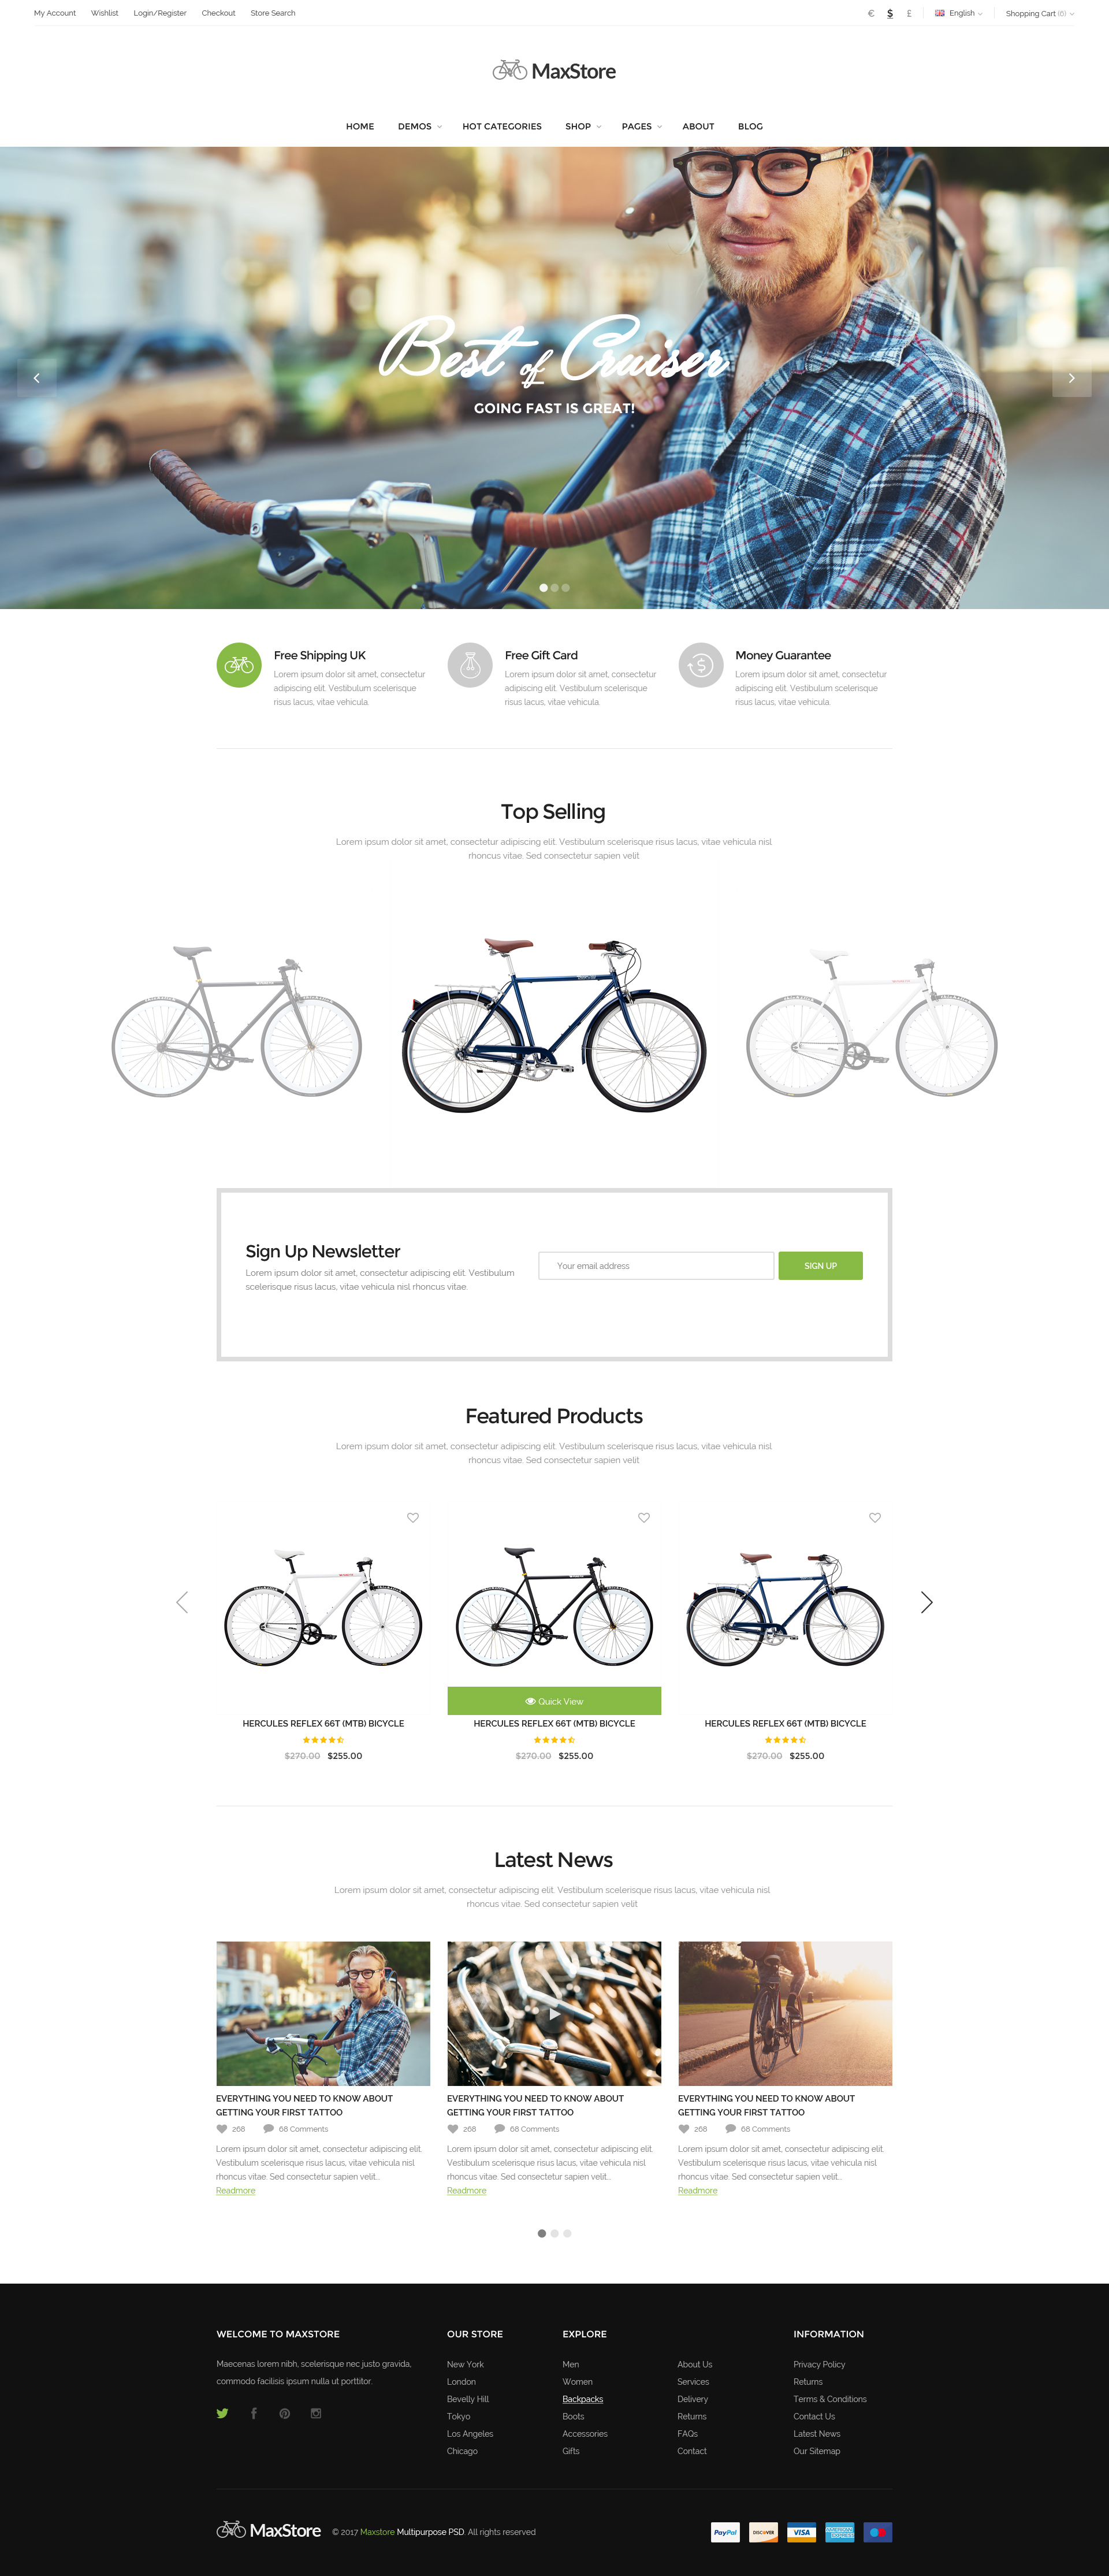 My Account Wishlist Login/Register Checkout Store Search
€ $ £ English Shopping Cart (6)
MaxStore
HOME DEMOS HOT CATEGORIES SHOP PAGES ABOUT BLOG
Best of Cruiser
GOING FAST IS GREAT!
Free Shipping UK
Lorem ipsum dolor sit amet, consectetur
adipiscing elit. Vestibulum scelerisque
risus lacus, vitae vehicula.
Free Gift Card
Lorem ipsum dolor sit amet, consectetur
adipiscing elit. Vestibulum scelerisque
risus lacus, vitae vehicula.
Money Guarantee
Lorem ipsum dolor sit amet, consectetur
adipiscing elit. Vestibulum scelerisque
risus lacus, vitae vehicula.
Top Selling
Lorem ipsum dolor sit amet, consectetur adipiscing elit. Vestibulum scelerisque risus lacus, vitae vehicula nisl
rhoncus vitae. Sed consectetur sapien velit
Sign Up Newsletter
Lorem ipsum dolor sit amet, consectetur adipiscing elit. Vestibulum
scelerisque risus lacus, vitae vehicula nisl rhoncus vitae.
Your email address
SIGN UP
Featured Products
Lorem ipsum dolor sit amet, consectetur adipiscing elit. Vestibulum scelerisque risus lacus, vitae vehicula nisl
rhoncus vitae. Sed consectetur sapien velit
Quick View
HERCULES REFLEX 66T (MTB) BICYCLE
$270.00 $255.00
HERCULES REFLEX 66T (MTB) BICYCLE
$270.00 $255.00
HERCULES REFLEX 66T (MTB) BICYCLE
$270.00 $255.00
Latest News
Lorem ipsum dolor sit amet, consectetur adipiscing elit. Vestibulum scelerisque risus lacus, vitae vehicula nisl
rhoncus vitae. Sed consectetur sapien velit
EVERYTHING YOU NEED TO KNOW ABOUT
GETTING YOUR FIRST TATTOO
268 68 Comments
Lorem ipsum dolor sit amet, consectetur adipiscing elit.
Vestibulum scelerisque risus lacus, vitae vehicula nisl
rhoncus vitae. Sed consectetur sapien velit...
Readmore
EVERYTHING YOU NEED TO KNOW ABOUT
GETTING YOUR FIRST TATTOO
268 68 Comments
Lorem ipsum dolor sit amet, consectetur adipiscing elit.
Vestibulum scelerisque risus lacus, vitae vehicula nisl
rhoncus vitae. Sed consectetur sapien velit...
Readmore
EVERYTHING YOU NEED TO KNOW ABOUT
GETTING YOUR FIRST TATTOO
268 68 Comments
Lorem ipsum dolor sit amet, consectetur adipiscing elit.
Vestibulum scelerisque risus lacus, vitae vehicula nisl
rhoncus vitae. Sed consectetur sapien velit...
Readmore
WELCOME TO MAXSTORE
Maecenas lorem nibh, scelerisque nec justo gravida,
commodo facilisis ipsum nulla ut porttitor.
OUR STORE
New York
London
Bevelly Hill
Tokyo
Los Angeles
Chicago
EXPLORE
Men
Women
Backpacks
Boots
Accessories
Gifts
About Us
Services
Delivery
Returns
FAQs
Contact
INFORMATION
Privacy Policy
Returns
Terms & Conditions
Contact Us
Latest News
Our Sitemap
MaxStore © 2017 Maxstore Multipurpose PSD. All rights reserved
PayPal DISCOVER VISA AMERICAN EXPRESS